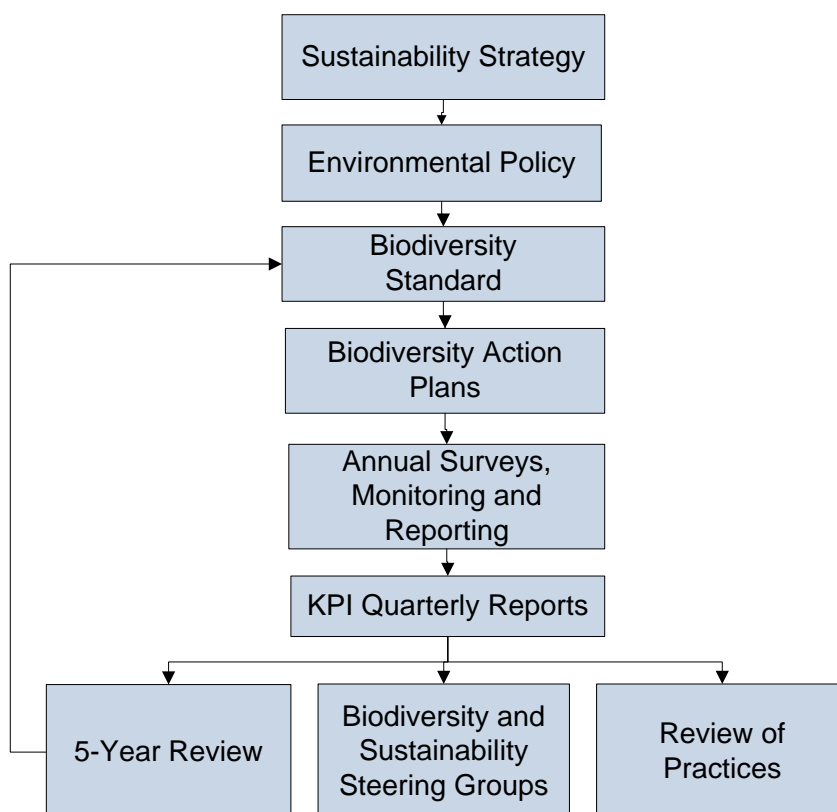 Sustainability Strategy
Environmental Policy
Biodiversity
Standard
Biodiversity Action
Plans
Annual Surveys,
Monitoring and
Reporting
KPI Quarterly Reports
5-Year Review
Biodiversity and
Sustainability
Steering Groups
Review of
Practices